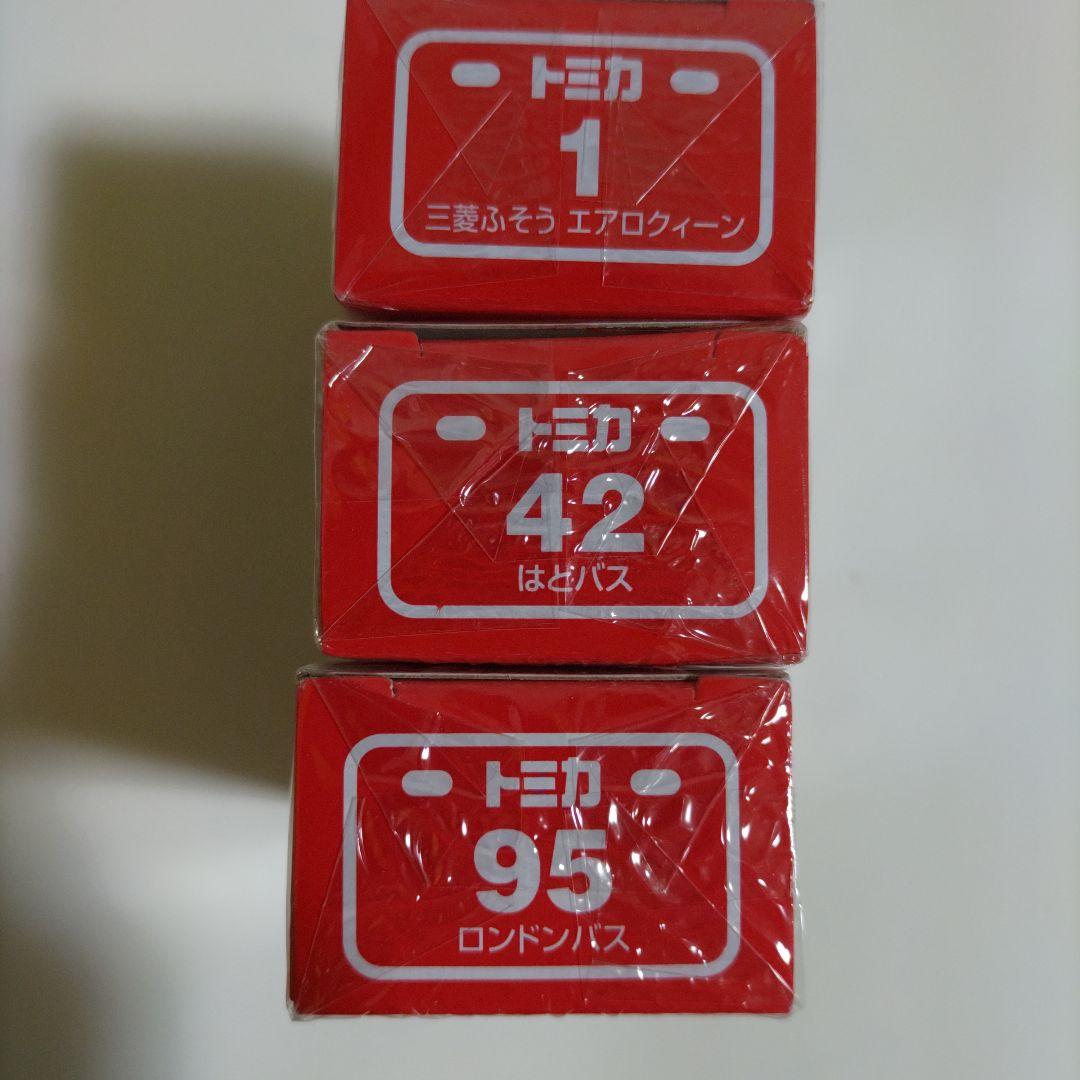 トミカ
1
三菱ふそう エアロクィーン
トミカ
42
はとバス
トミカ
95
ロンドンバス